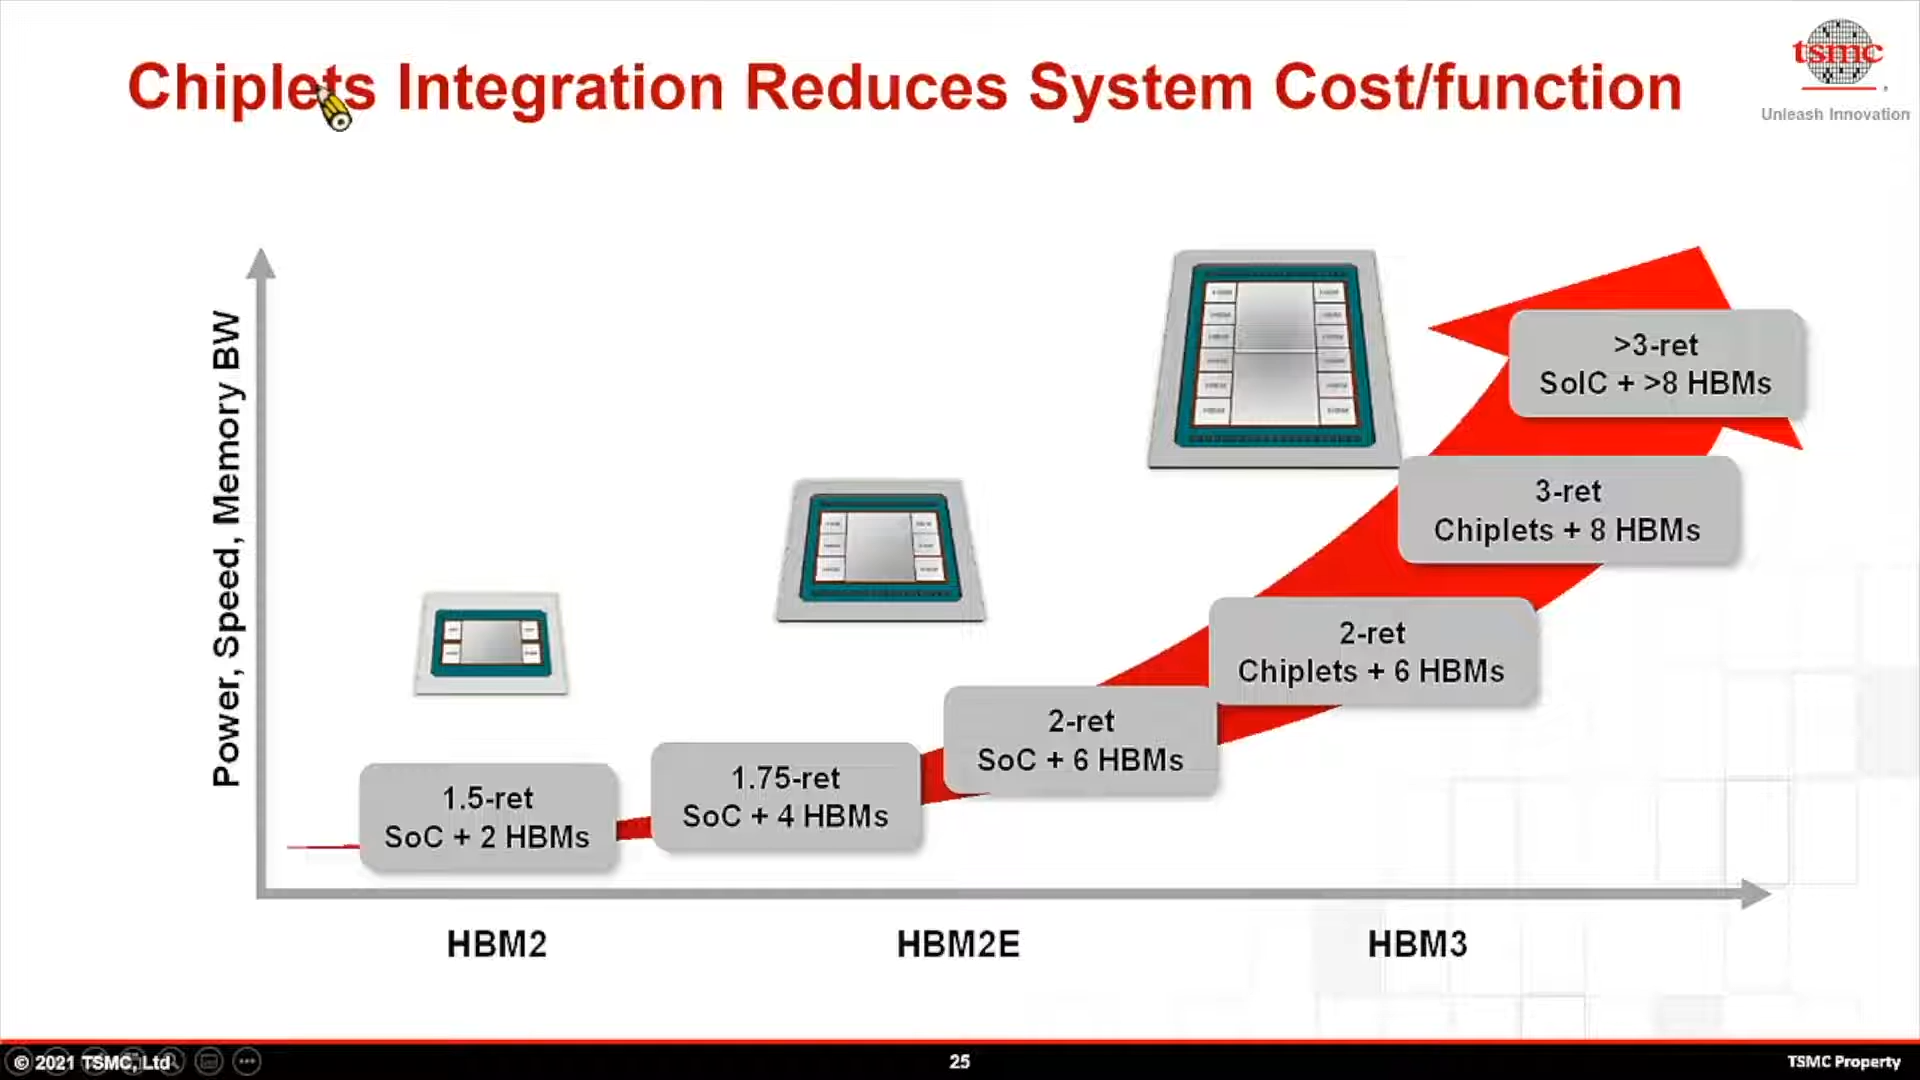 Chiplets Integration Reduces System Cost/function
tsmc
Unleash Innovation
Power, Speed, Memory BW
>3-ret
SoIC + >8 HBMs
3-ret
Chiplets + 8 HBMs
2-ret
Chiplets + 6 HBMs
2-ret
SoC + 6 HBMs
1.75-ret
SoC + 4 HBMs
1.5-ret
SoC + 2 HBMs
HBM2
HBM2E
HBM3
© 2021 TSMC, Ltd
25
TSMC Property